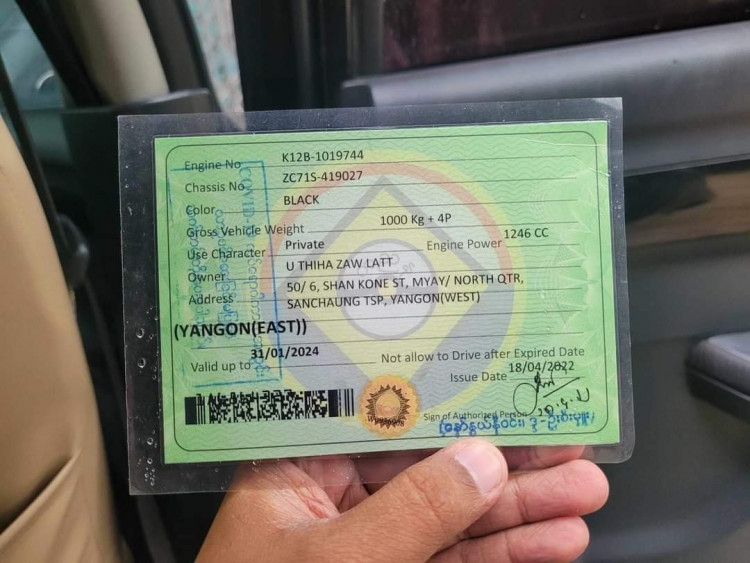 Engine No K12B-1019744
Chassis No ZC71S-419027
Color BLACK
Gross Vehicle Weight 1000 Kg + 4P
Use Character Private Engine Power 1246 CC
Owner U THIHA ZAW LATT
Address 50/ 6, SHAN KONE ST, MYAY/ NORTH QTR,
SANCHAUNG TSP, YANGON(WEST)
(YANGON(EAST))
Valid up to 31/01/2024 Not allow to Drive after Expired Date
Issue Date 18/04/2022
Sign of Authorized Person
COVID-